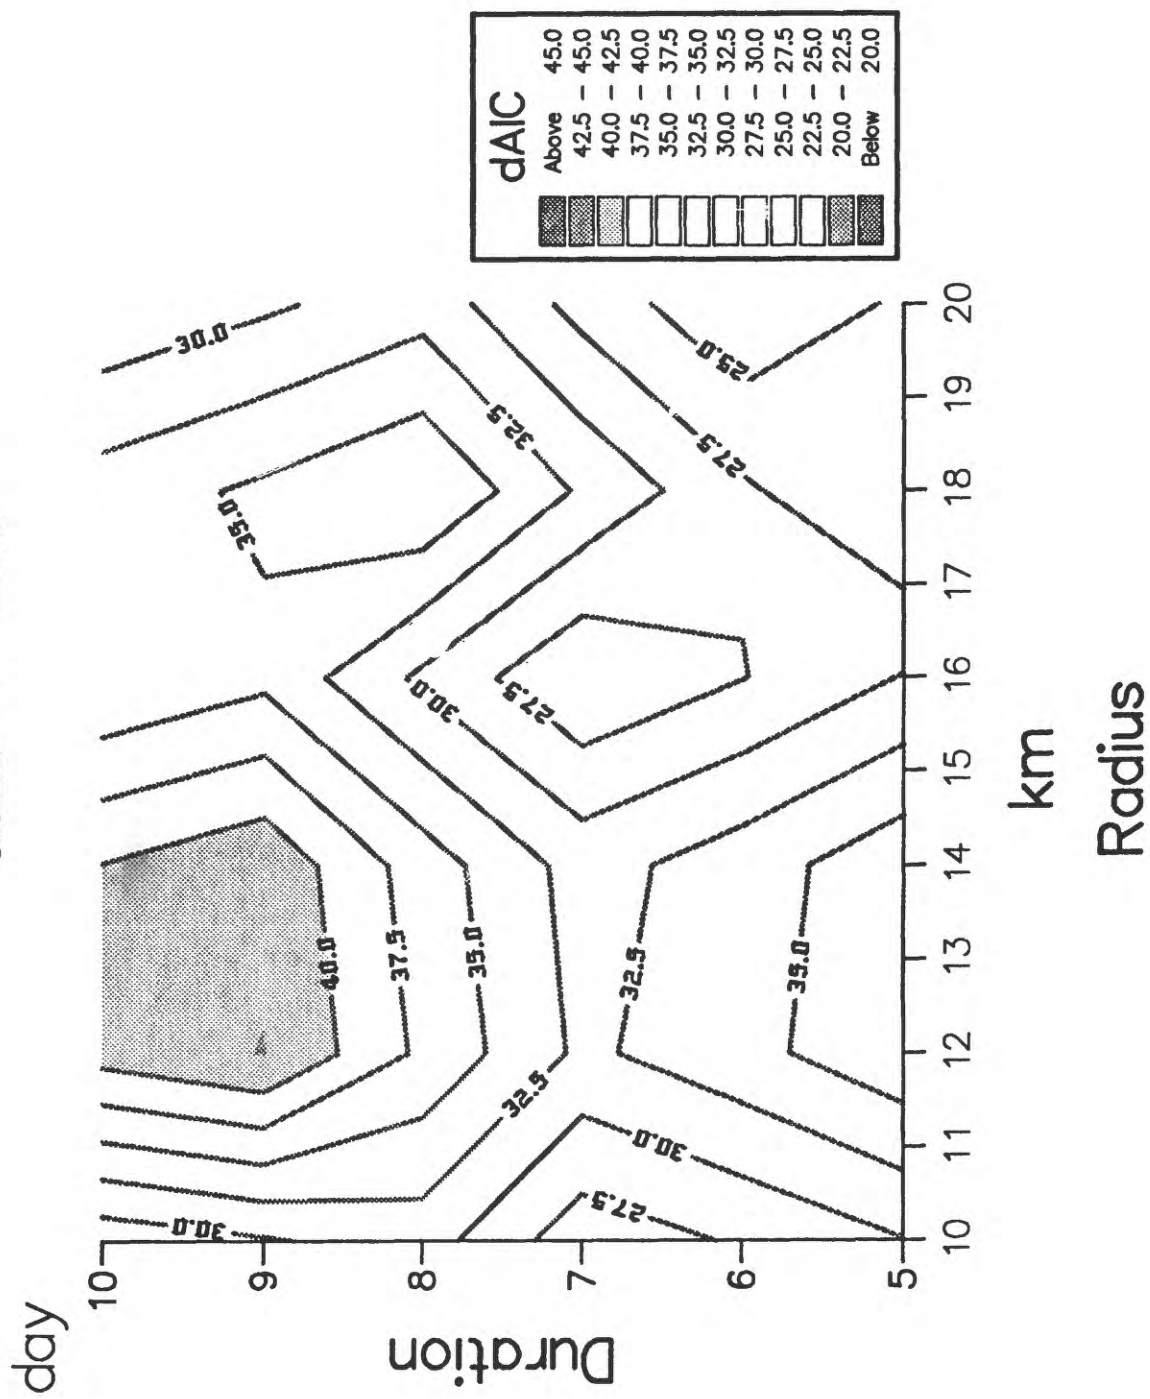 day
Duration
10
9
8
7
6
5
10
11
12
13
14
15
16
17
18
19
20
km
Radius
30.0
27.5
30.0
32.5
40.0
37.5
35.0
32.5
35.0
30.0
27.5
35.0
32.5
30.0
27.5
25.0
dAIC
Above 45.0
42.5 – 45.0
40.0 – 42.5
37.5 – 40.0
35.0 – 37.5
32.5 – 35.0
30.0 – 32.5
27.5 – 30.0
25.0 – 27.5
22.5 – 25.0
20.0 – 22.5
Below 20.0